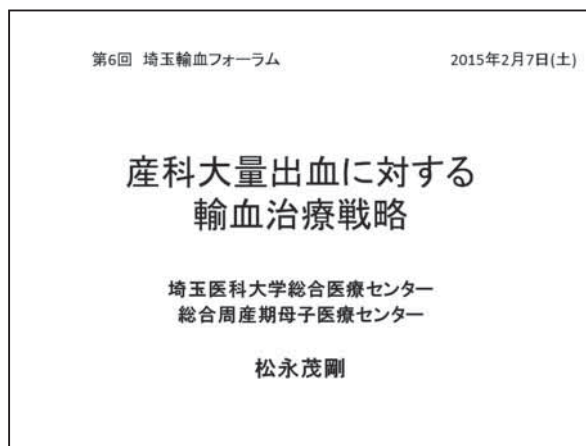 第6回 埼玉輸血フォーラム 2015年2月7日(土)
産科大量出血に対する
輸血治療戦略
埼玉医科大学総合医療センター
総合周産期母子医療センター
松永茂剛